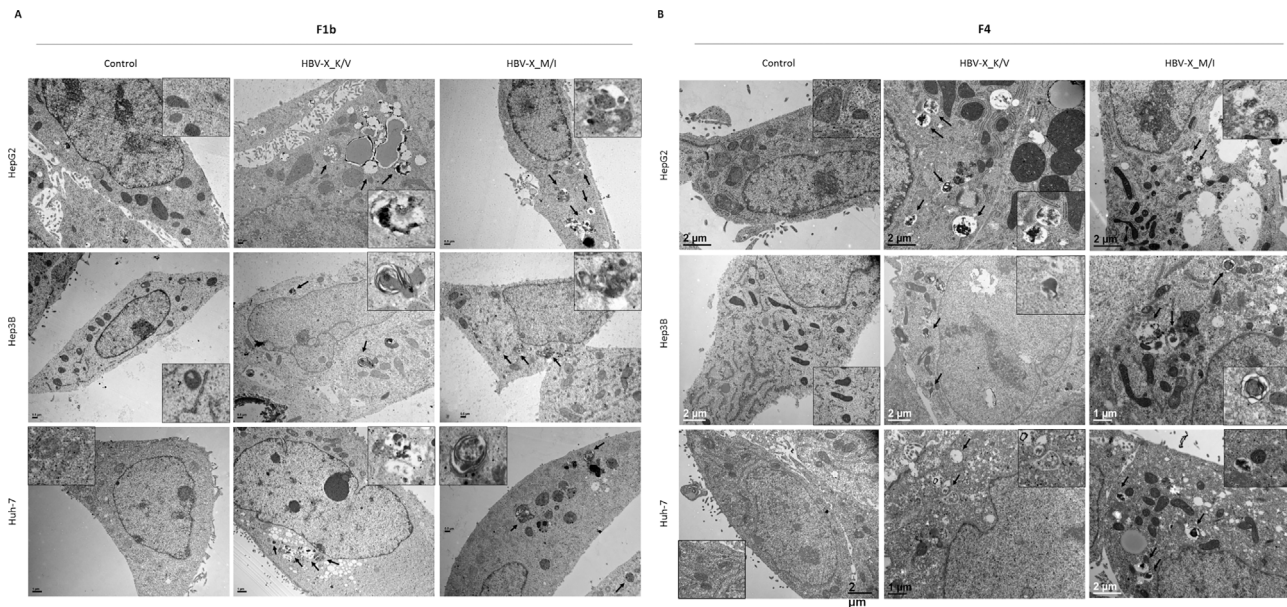 A
F1b
Control HBV-X_K/V HBV-X_M/I
HepG2
Hep3B
Huh-7
B
F4
Control HBV-X_K/V HBV-X_M/I
HepG2
2 µm 2 µm 2 µm
Hep3B
2 µm 2 µm 1 µm
Huh-7
2 µm 1 µm 2 µm